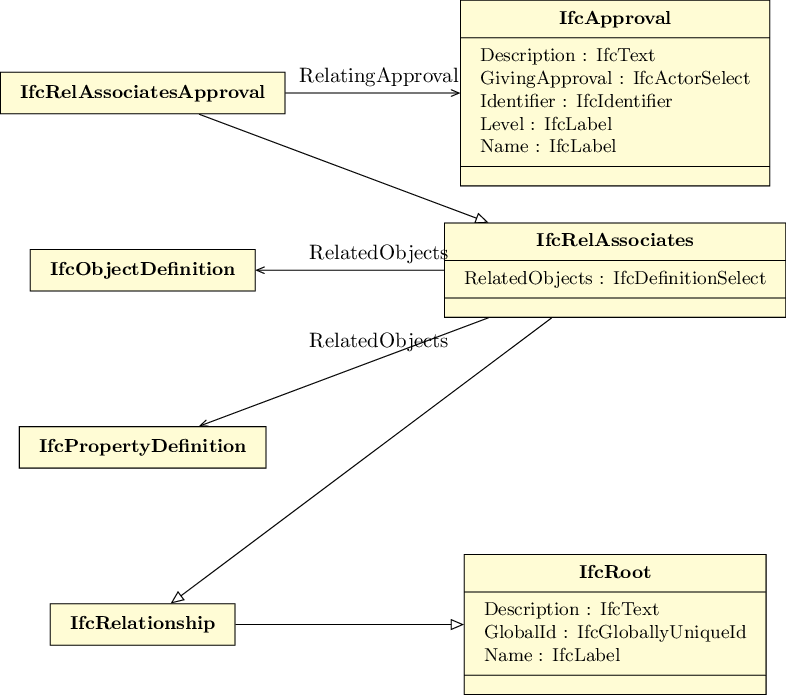 IfcApproval
Description : IfcText
GivingApproval : IfcActorSelect
Identifier : IfcIdentifier
Level : IfcLabel
Name : IfcLabel
RelatingApproval
IfcRelAssociatesApproval
IfcRelAssociates
RelatedObjects : IfcDefinitionSelect
RelatedObjects
IfcObjectDefinition
RelatedObjects
IfcPropertyDefinition
IfcRelationship
IfcRoot
Description : IfcText
GlobalId : IfcGloballyUniqueId
Name : IfcLabel